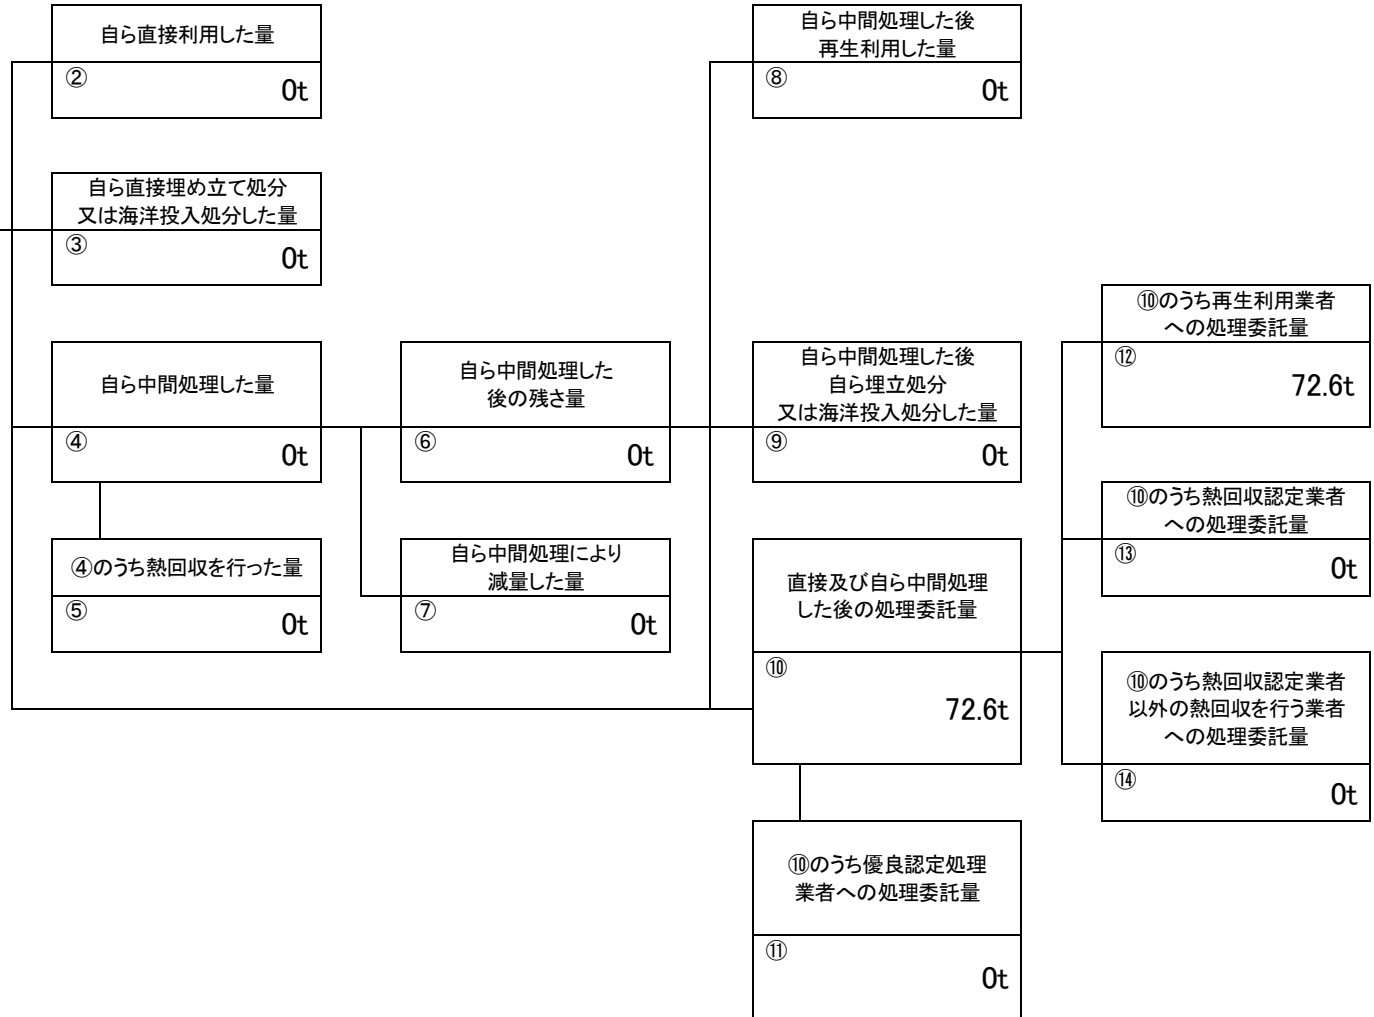 自ら直接利用した量
②
0t
自ら直接埋め立て処分
又は海洋投入処分した量
③
0t
自ら中間処理した量
④
0t
④のうち熱回収を行った量
⑤
0t
自ら中間処理した
後の残さ量
⑥
0t
自ら中間処理により
減量した量
⑦
0t
自ら中間処理した後
再生利用した量
⑧
0t
自ら中間処理した後
自ら埋立処分
又は海洋投入処分した量
⑨
0t
直接及び自ら中間処理
した後の処理委託量
⑩
72.6t
⑩のうち優良認定処理
業者への処理委託量
⑪
0t
⑩のうち再生利用業者
への処理委託量
⑫
72.6t
⑩のうち熱回収認定業者
への処理委託量
⑬
0t
⑩のうち熱回収認定業者
以外の熱回収を行う業者
への処理委託量
⑭
0t